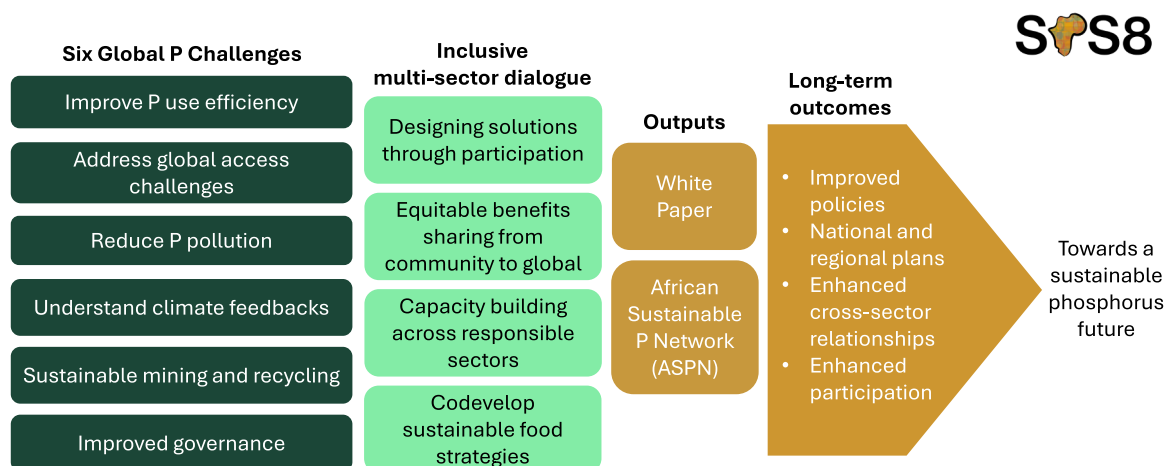 SPS8
Six Global P Challenges
Improve P use efficiency
Address global access
challenges
Reduce P pollution
Understand climate feedbacks
Sustainable mining and recycling
Improved governance
Inclusive
multi-sector dialogue
Designing solutions
through participation
Equitable benefits
sharing from
community to global
Capacity building
across responsible
sectors
Codevelop
sustainable food
strategies
Outputs
White
Paper
African
Sustainable
P Network
(ASPN)
Long-term
outcomes
• Improved
policies
• National and
regional plans
• Enhanced
cross-sector
relationships
• Enhanced
participation
Towards a
sustainable
phosphorus
future